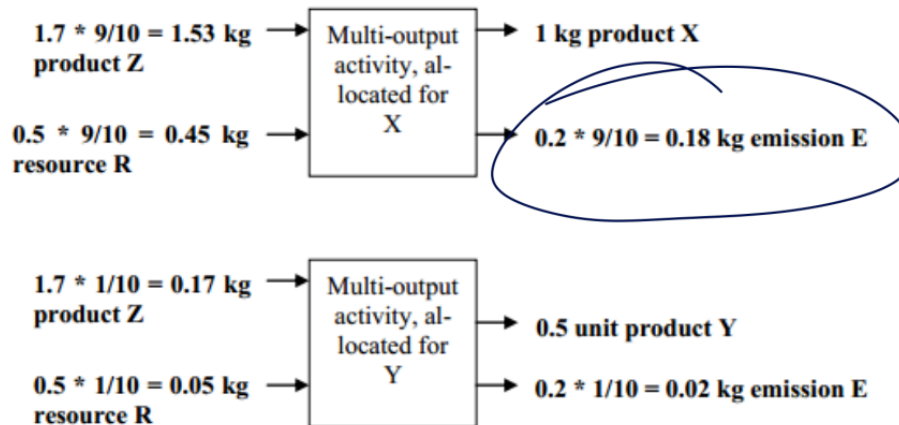 1.7 * 9/10 = 1.53 kg
product Z
0.5 * 9/10 = 0.45 kg
resource R
Multi-output
activity, al-
located for
X
1 kg product X
0.2 * 9/10 = 0.18 kg emission E
1.7 * 1/10 = 0.17 kg
product Z
0.5 * 1/10 = 0.05 kg
resource R
Multi-output
activity, al-
located for
Y
0.5 unit product Y
0.2 * 1/10 = 0.02 kg emission E